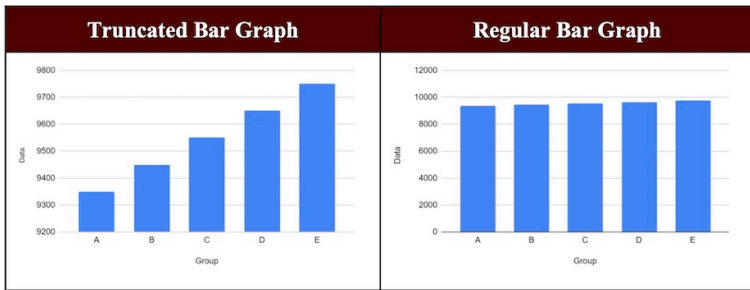 Truncated Bar Graph
9800
9700
9600
9500
9400
9300
9200
Data
A B C D E
Group
Regular Bar Graph
12000
10000
8000
6000
4000
2000
0
Data
A B C D E
Group